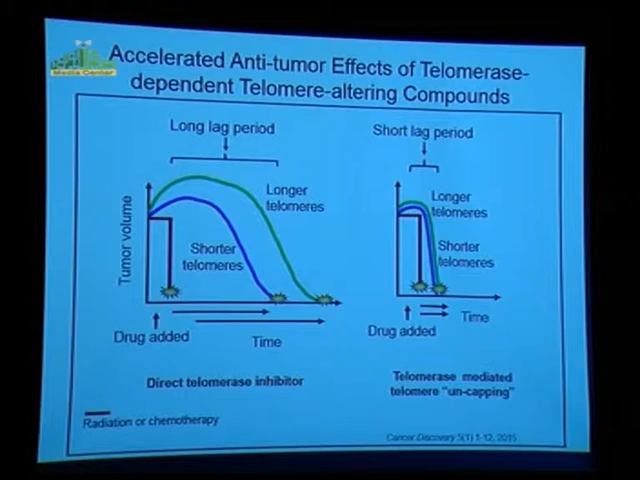 Media Center
Accelerated Anti-tumor Effects of Telomerase-
dependent Telomere-altering Compounds
Long lag period
Short lag period
Tumor volume
Longer
telomeres
Shorter
telomeres
Drug added
Time
Longer
telomeres
Shorter
telomeres
Drug added
Time
Direct telomerase inhibitor
Telomerase mediated
telomere "un-capping"
Radiation or chemotherapy
Cancer Discovery 5(1) 1-12, 2015